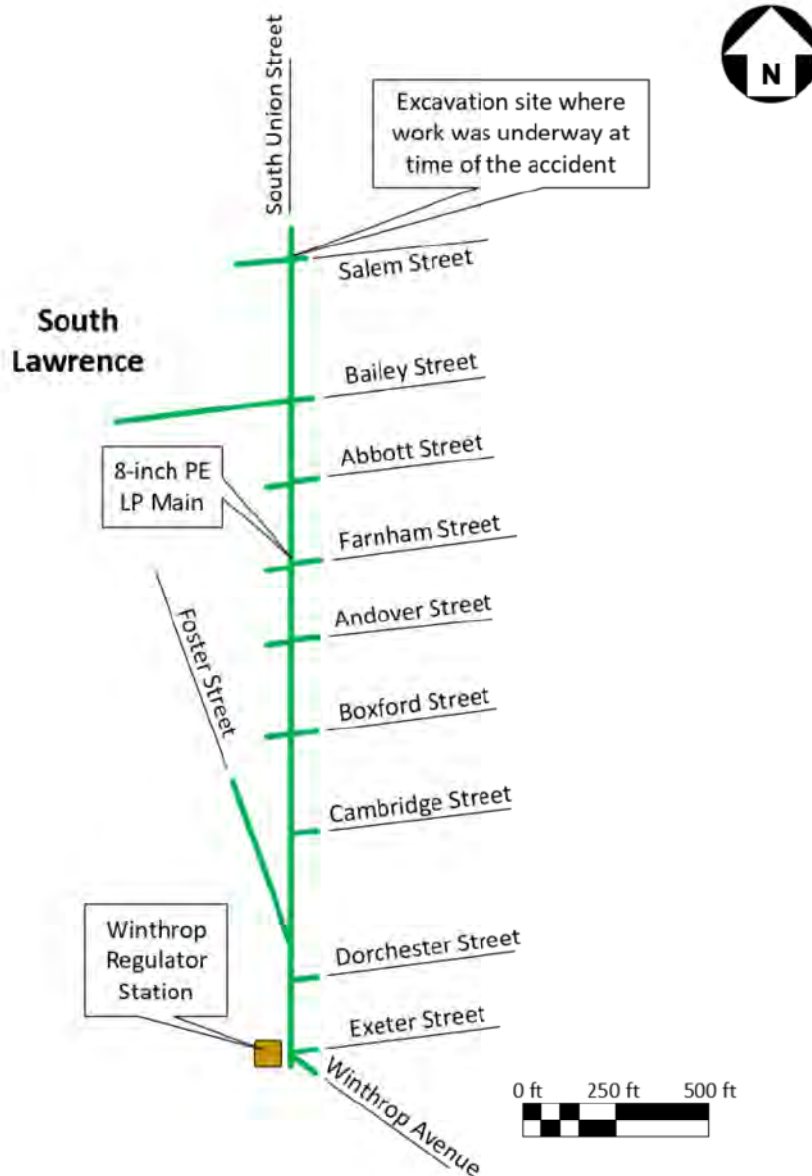 South Union Street
N
Excavation site where
work was underway at
time of the accident
Salem Street
South
Lawrence
Bailey Street
Abbott Street
8-inch PE
LP Main
Farnham Street
Foster Street
Andover Street
Boxford Street
Cambridge Street
Winthrop
Regulator
Station
Dorchester Street
Exeter Street
Winthrop Avenue
0 ft 250 ft 500 ft